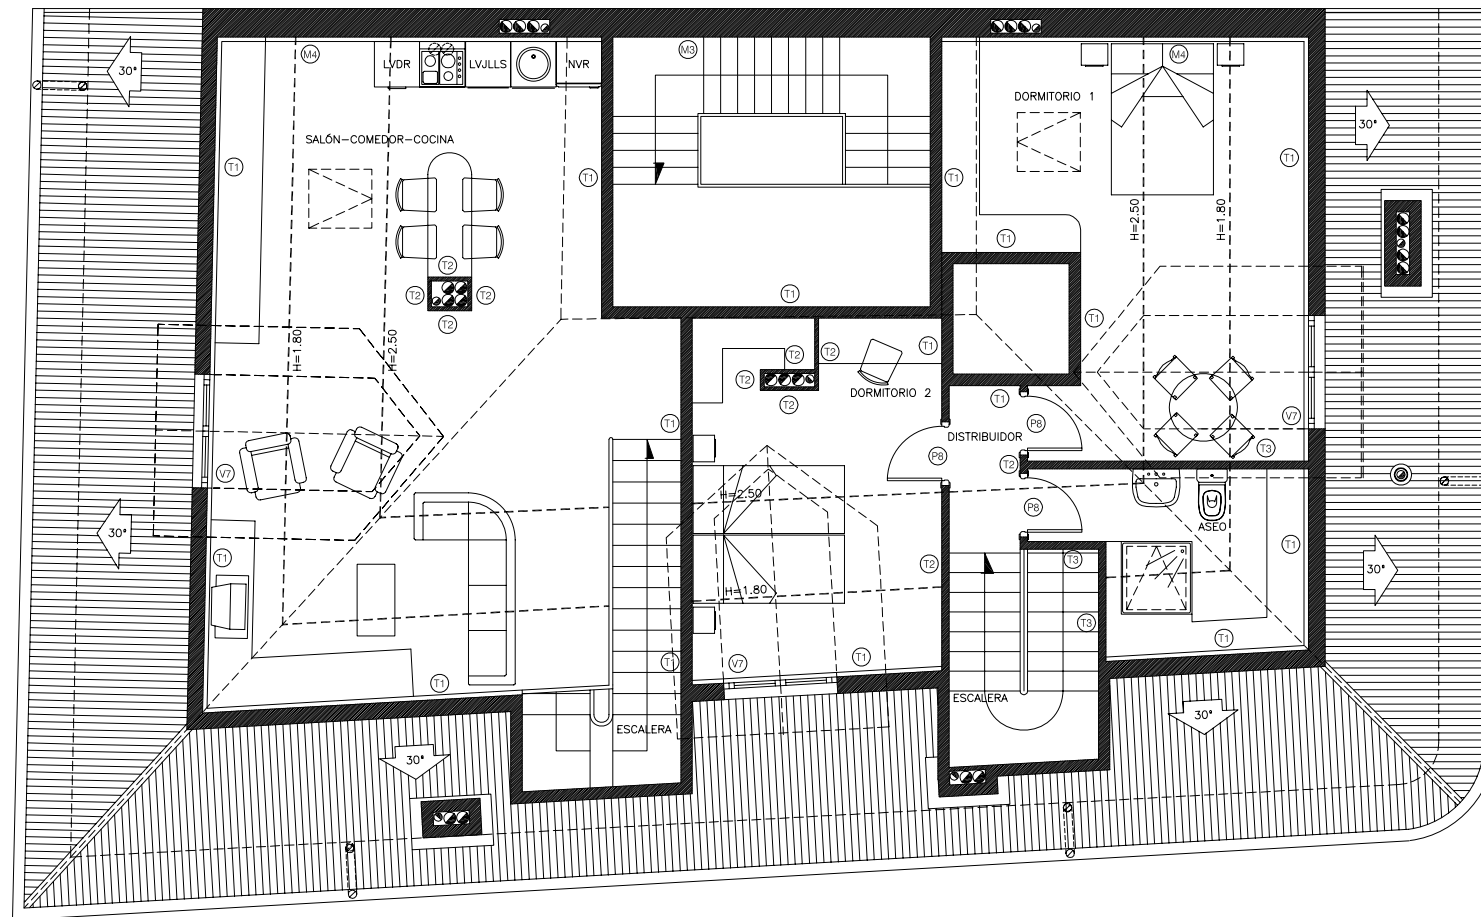 M4
M3
M4
LVDR
LVJLLS
NVR
30°
DORMITORIO 1
30°
SALÓN-COMEDOR-COCINA
T1
T1
T1
T1
H=2.50
H=1.80
T1
T2
T2
T2
T2
T1
T1
H=1.80
H=2.50
T2
T2
T1
T2
T2
DORMITORIO 2
T1
V7
T1
P8
DISTRIBUIDOR
T3
P8
T2
V7
H=2.50
P8
ASEO
30°
T1
T2
T3
T1
30°
H=1.80
T3
T1
T1
V7
T1
T1
ESCALERA
ESCALERA
30°
30°